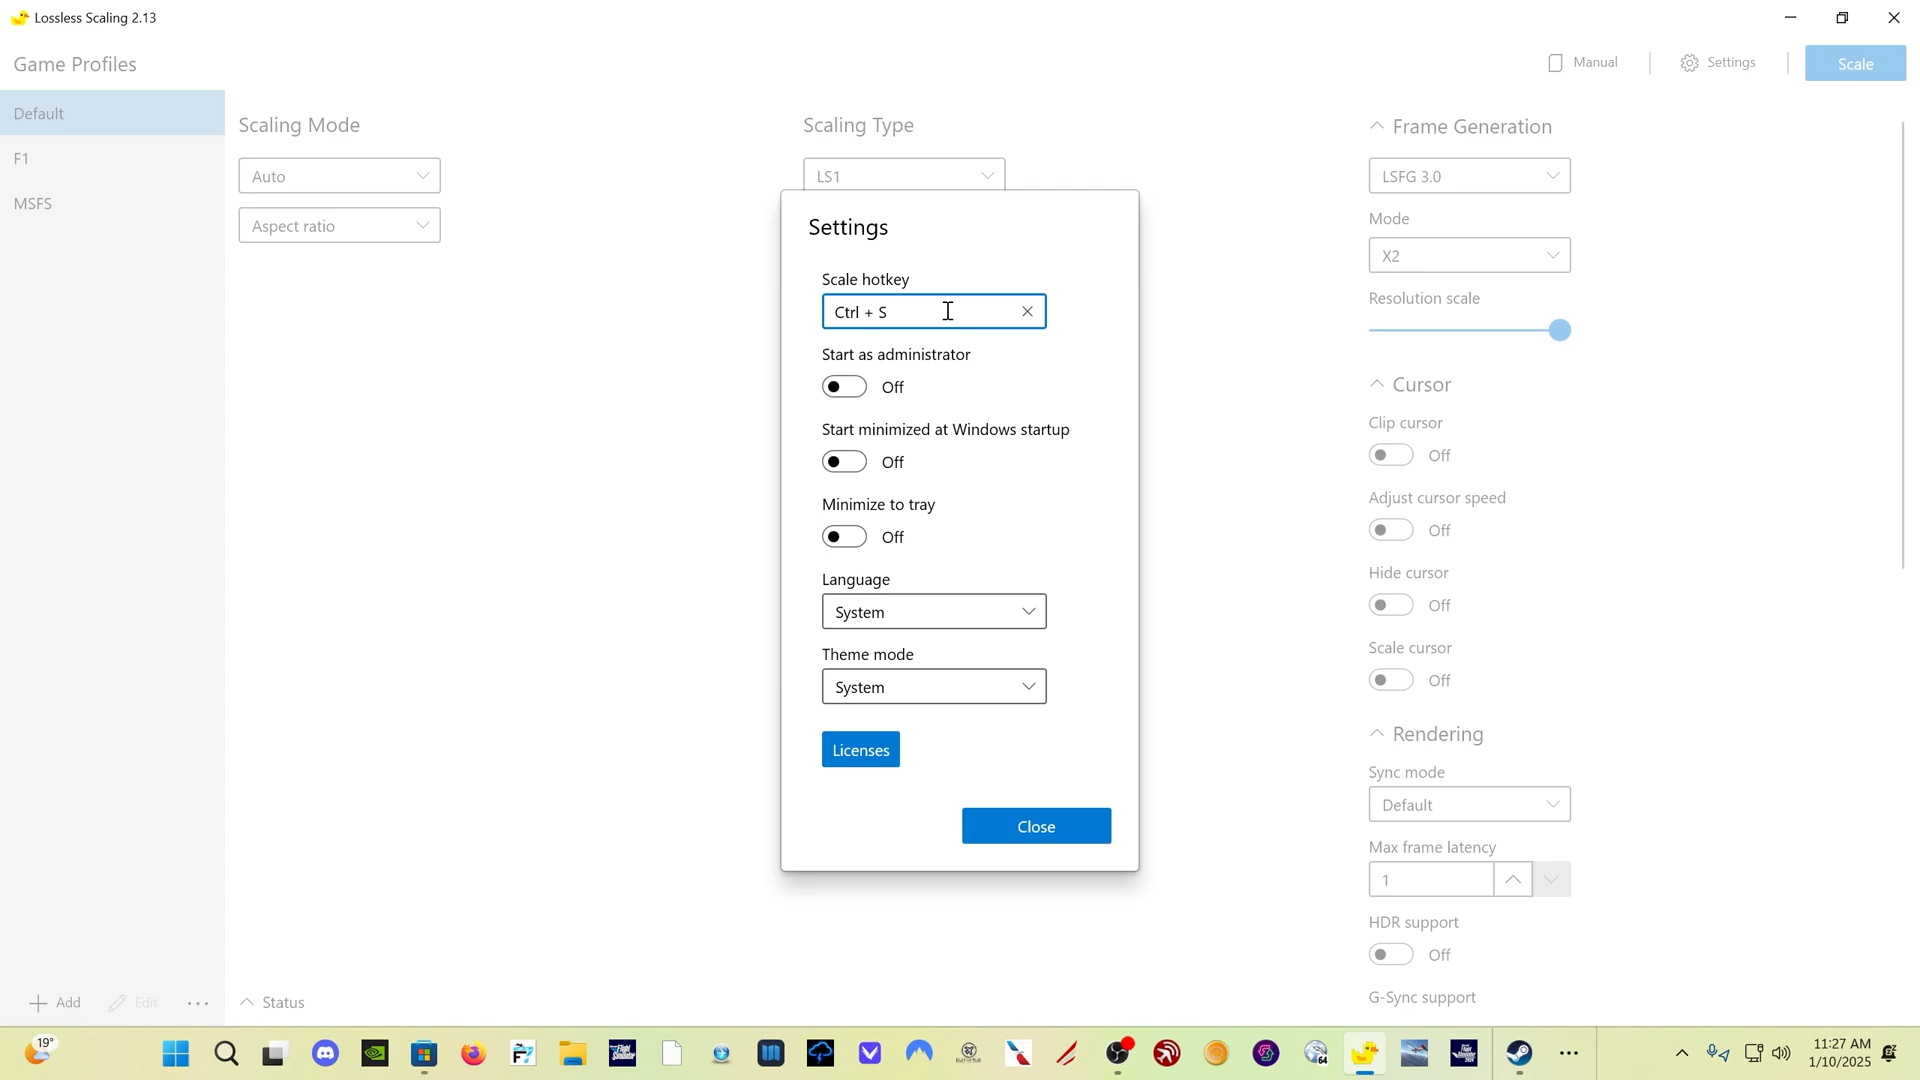 Lossless Scaling 2.13
Game Profiles
Manual
Settings
Scale
Default
F1
MSFS
Scaling Mode
Auto
Aspect ratio
Scaling Type
LS1
Frame Generation
LSFG 3.0
Mode
X2
Resolution scale
Cursor
Clip cursor
Off
Adjust cursor speed
Off
Hide cursor
Off
Scale cursor
Off
Rendering
Sync mode
Default
Max frame latency
1
HDR support
Off
G-Sync support
Settings
Scale hotkey
Ctrl + S
Start as administrator
Off
Start minimized at Windows startup
Off
Minimize to tray
Off
Language
System
Theme mode
System
Licenses
Close
Add
Edit
Status
19°
11:27 AM
1/10/2025